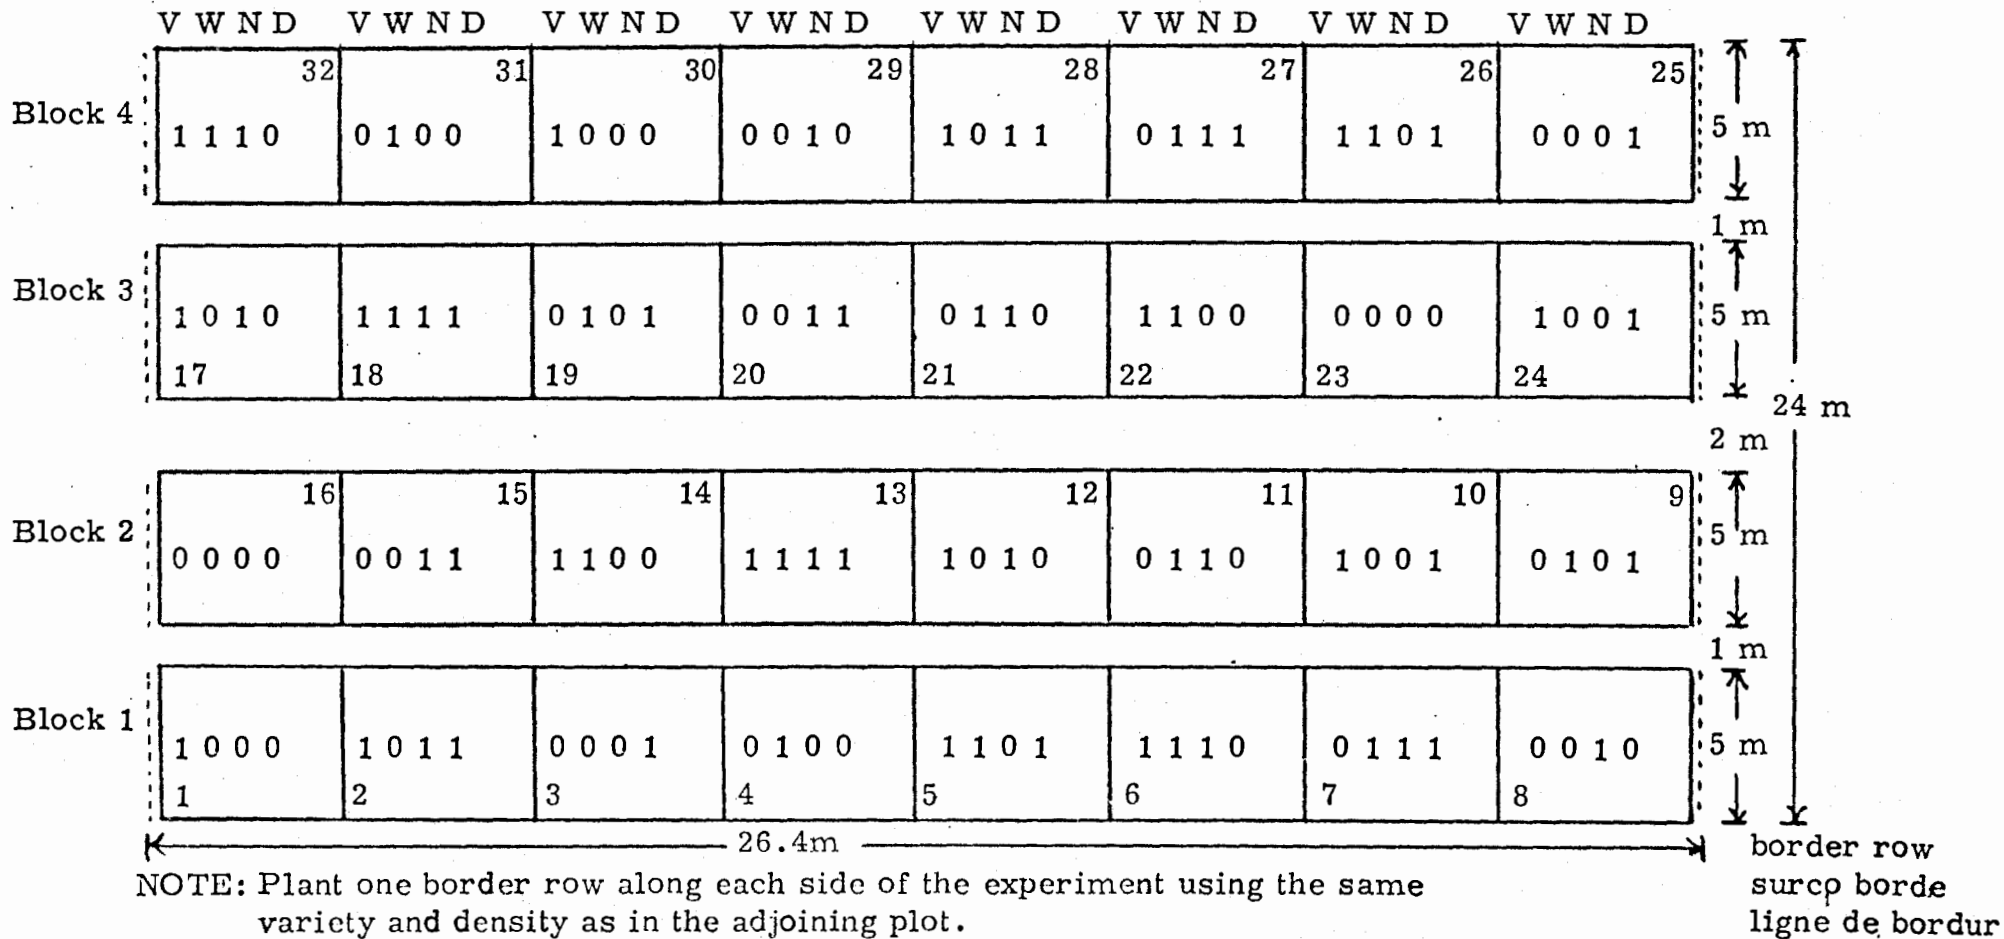 V W N D V W N D V W N D V W N D V W N D V W N D V W N D V W N D
32 31 30 29 28 27 26 25
Block 4 1 1 1 0 0 1 0 0 1 0 0 0 0 0 1 0 1 0 1 1 0 1 1 1 1 1 0 1 0 0 0 1 5 m
1 m
Block 3
1 0 1 0 1 1 1 1 0 1 0 1 0 0 1 1 0 1 1 0 1 1 0 0 0 0 0 0 1 0 0 1 5 m
17 18 19 20 21 22 23 24
24 m
2 m
16 15 14 13 12 11 10 9
Block 2 5 m
0 0 0 0 0 0 1 1 1 1 0 0 1 1 1 1 1 0 1 0 0 1 1 0 1 0 0 1 0 1 0 1
1 m
Block 1
1 0 0 0 1 0 1 1 0 0 0 1 0 1 0 0 1 1 0 1 1 1 1 0 0 1 1 1 0 0 1 0 5 m
1 2 3 4 5 6 7 8
26.4m
border row
surco borde
ligne de bordur
NOTE: Plant one border row along each side of the experiment using the same
variety and density as in the adjoining plot.